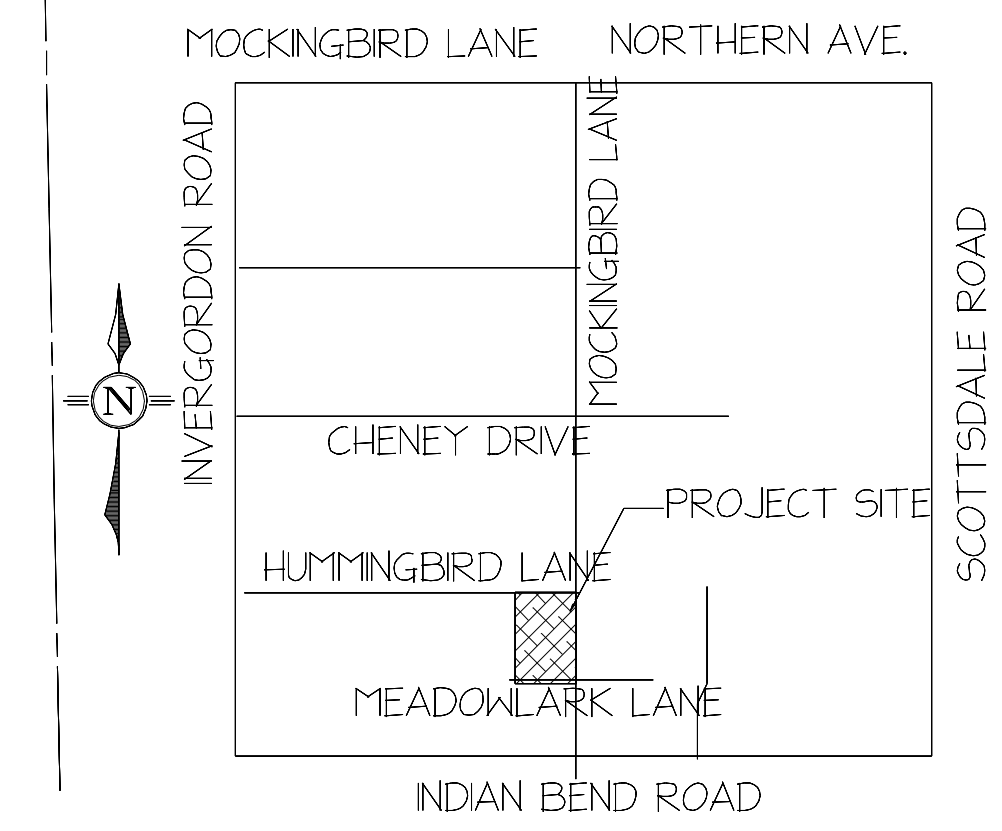 MOCKINGBIRD LANE
NORTHERN AVE.
INVERGORDON ROAD
MOCKINGBIRD LANE
SCOTTSDALE ROAD
N
CHENEY DRIVE
PROJECT SITE
HUMMINGBIRD LANE
MEADOWLARK LANE
INDIAN BEND ROAD